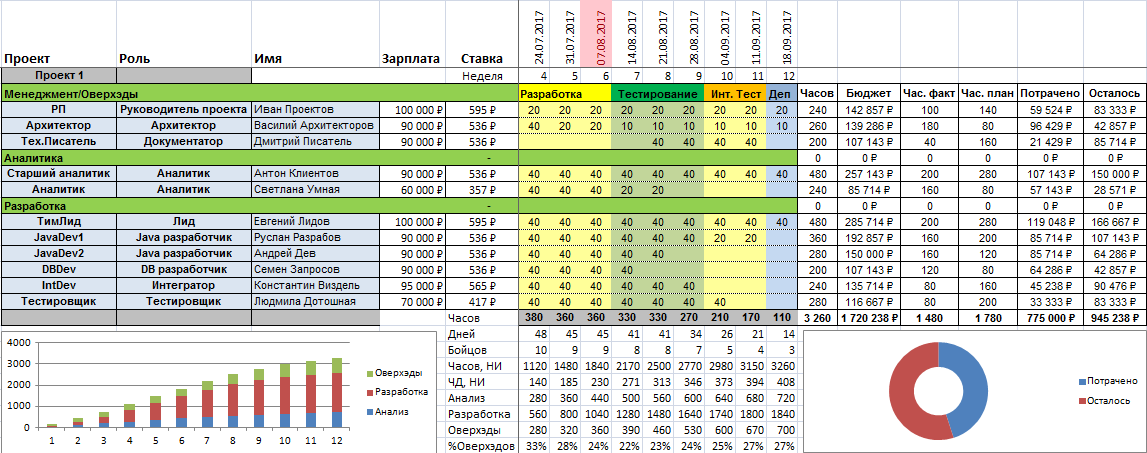 24.07.2017 31.07.2017 07.08.2017 14.08.2017 21.08.2017 28.08.2017 04.09.2017 11.09.2017 18.09.2017
Проект Роль Имя Зарплата Ставка
Проект 1 Неделя 4 5 6 7 8 9 10 11 12
Менеджмент/Оверхэды Разработка Тестирование Инт. Тест Деп Часов Бюджет Час. факт Час. план Потрачено Осталось
РП Руководитель проекта Иван Проектов 100 000 ₽ 595 ₽ 20 20 20 20 20 20 20 20 20 240 142 857 ₽ 100 140 59 524 ₽ 83 333 ₽
Архитектор Архитектор Василий Архитекторов 90 000 ₽ 536 ₽ 40 20 20 10 10 10 10 10 10 260 139 286 ₽ 180 80 96 429 ₽ 42 857 ₽
Тех.Писатель Документатор Дмитрий Писатель 90 000 ₽ 536 ₽ 40 40 40 40 200 107 143 ₽ 40 160 21 429 ₽ 85 714 ₽
Аналитика - 0 0 ₽ 0 0 0 ₽ 0 ₽
Старший аналитик Аналитик Антон Клиентов 90 000 ₽ 536 ₽ 40 40 40 40 40 40 40 40 40 480 257 143 ₽ 200 280 107 143 ₽ 150 000 ₽
Аналитик Аналитик Светлана Умная 60 000 ₽ 357 ₽ 40 40 40 20 20 240 85 714 ₽ 160 80 57 143 ₽ 28 571 ₽
Разработка - 0 0 ₽ 0 0 0 ₽ 0 ₽
ТимЛид Лид Евгений Лидов 100 000 ₽ 595 ₽ 40 40 40 40 40 40 40 40 40 480 285 714 ₽ 200 280 119 048 ₽ 166 667 ₽
JavaDev1 Java разработчик Руслан Разрабов 90 000 ₽ 536 ₽ 40 40 40 40 40 40 20 20 360 192 857 ₽ 160 200 85 714 ₽ 107 143 ₽
JavaDev2 Java разработчик Андрей Дев 90 000 ₽ 536 ₽ 40 40 40 40 40 280 150 000 ₽ 160 120 85 714 ₽ 64 286 ₽
DBDev DB разработчик Семен Запросов 90 000 ₽ 536 ₽ 40 40 40 40 200 107 143 ₽ 120 80 64 286 ₽ 42 857 ₽
IntDev Интегратор Константин Виздель 95 000 ₽ 565 ₽ 40 40 40 40 40 40 240 135 714 ₽ 80 160 45 238 ₽ 90 476 ₽
Тестировщик Тестировщик Людмила Дотошная 70 000 ₽ 417 ₽ 40 40 40 40 40 40 40 280 116 667 ₽ 80 200 33 333 ₽ 83 333 ₽
Часов 380 360 360 330 330 270 210 170 110 3 260 1 720 238 ₽ 1 480 1 780 775 000 ₽ 945 238 ₽
Дней 48 45 45 41 41 34 26 21 14
Бойцов 10 9 9 8 8 7 5 4 3
Часов, НИ 1120 1480 1840 2170 2500 2770 2980 3150 3260
ЧД, НИ 140 185 230 271 313 346 373 394 408
Анализ 280 360 440 500 560 600 640 680 720
Разработка 560 800 1040 1280 1480 1640 1740 1800 1840
Оверхэды 280 320 360 390 460 530 600 670 700
%Оверхэдов 33% 28% 24% 22% 23% 24% 25% 27% 27%
4000
3000
2000
1000
0
1 2 3 4 5 6 7 8 9 10 11 12
Оверхэды
Разработка
Анализ
Потрачено
Осталось